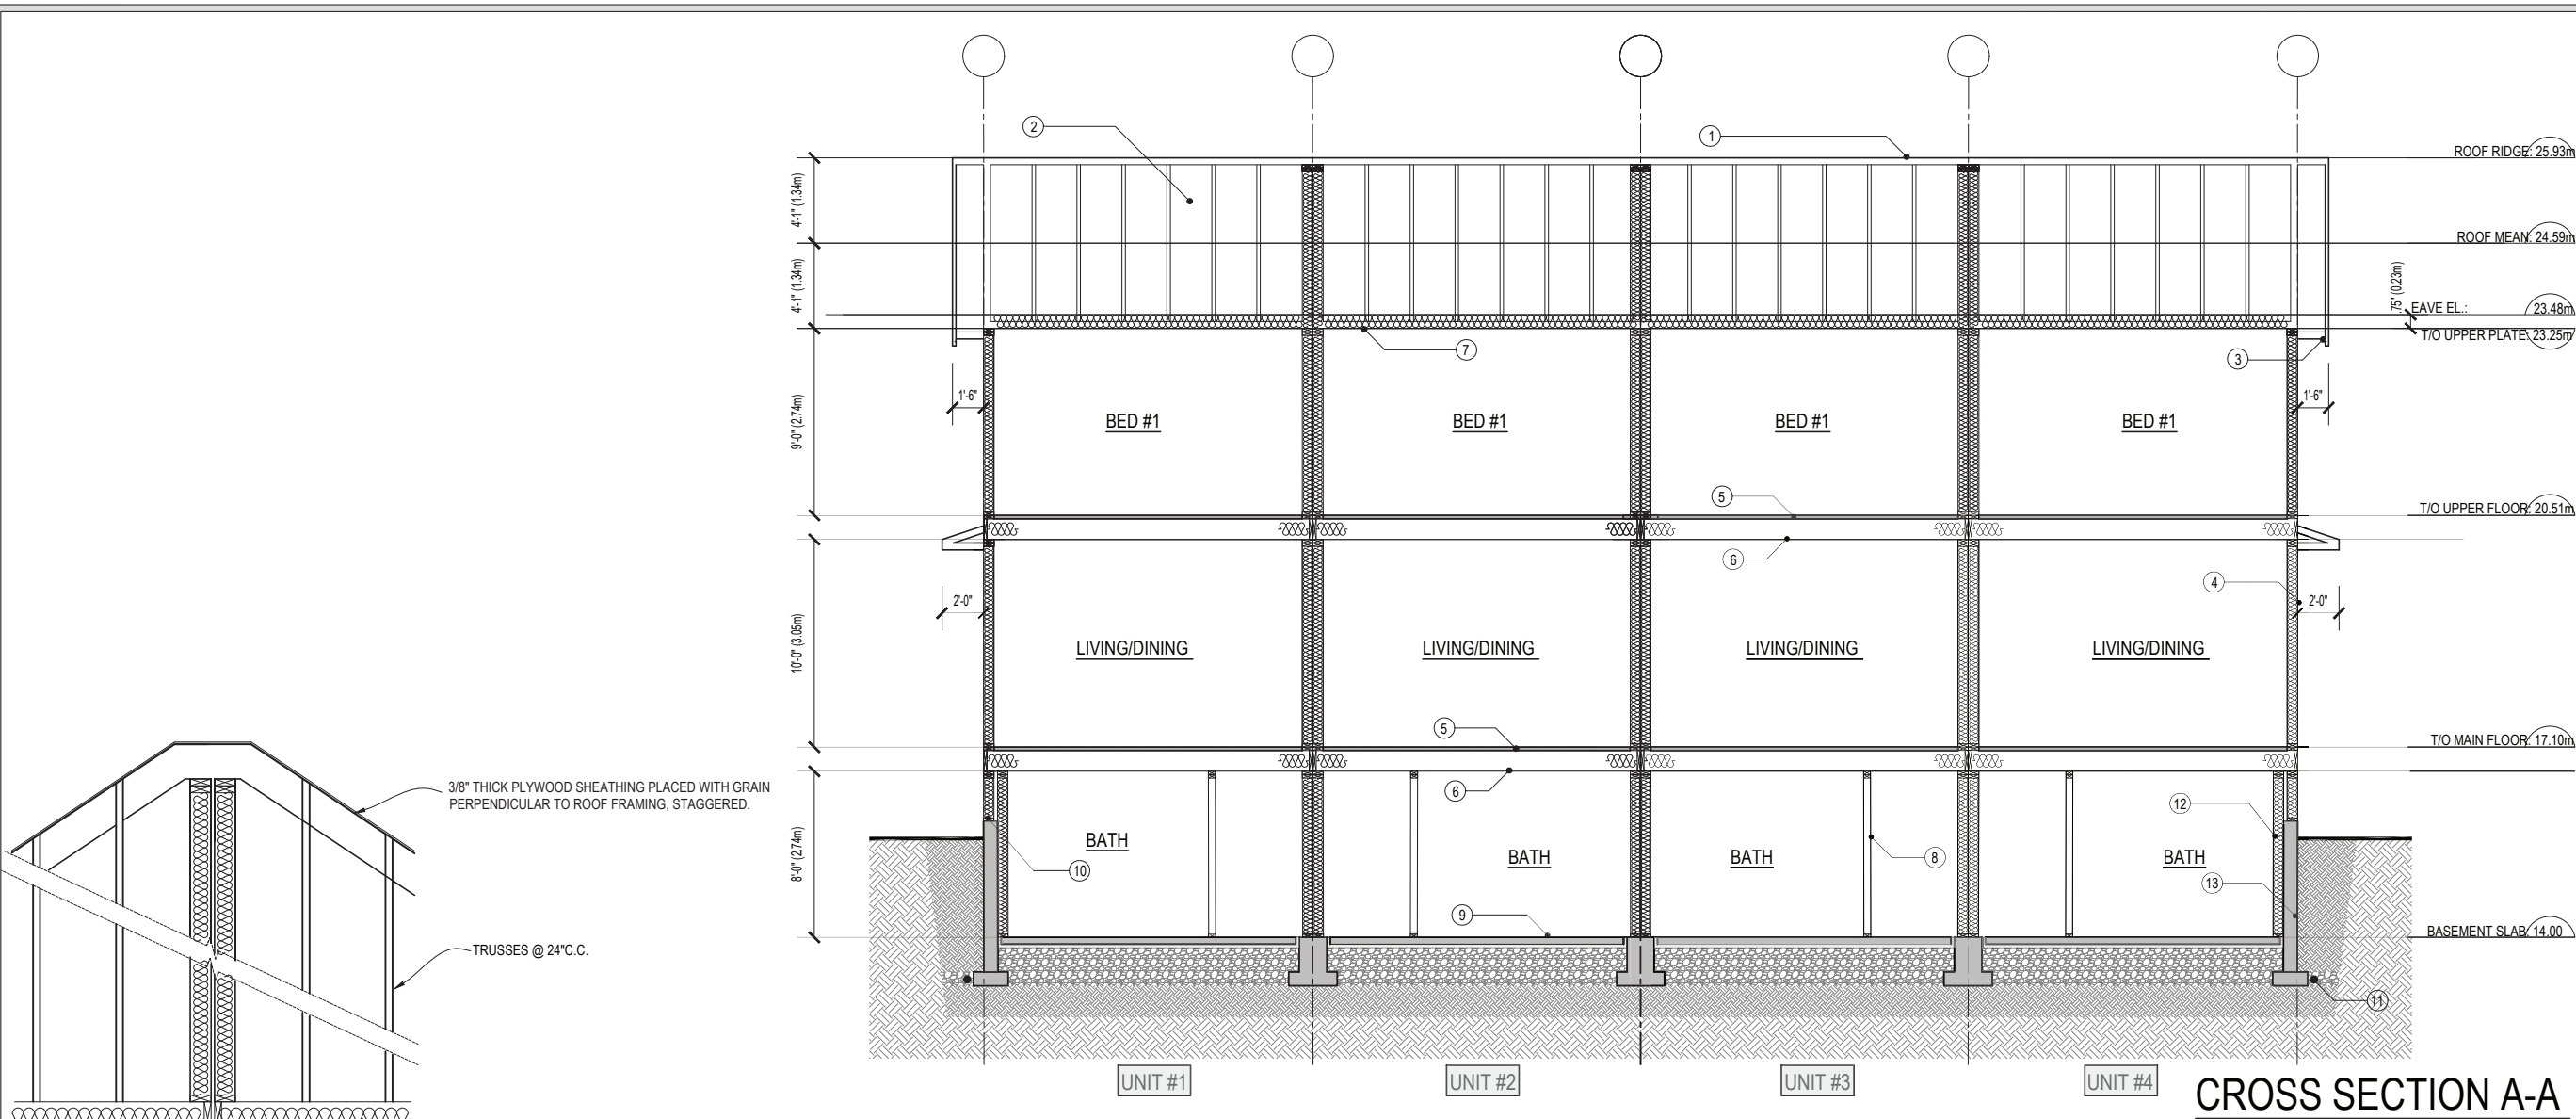 2
1
ROOF RIDGE: 25.93m
4'-1" (1.34m)
ROOF MEAN: 24.59m
4'-1" (1.34m)
.75" (0.23m)
EAVE EL.: 23.48m
T/O UPPER PLATE: 23.25m
7
3
1'-6"
1'-6"
9'-0" (2.74m)
BED #1
BED #1
BED #1
BED #1
5
T/O UPPER FLOOR: 20.51m
6
4
2'-0"
2'-0"
10'-0" (3.05m)
LIVING/DINING
LIVING/DINING
LIVING/DINING
LIVING/DINING
5
T/O MAIN FLOOR: 17.10m
6
3/8" THICK PLYWOOD SHEATHING PLACED WITH GRAIN
PERPENDICULAR TO ROOF FRAMING, STAGGERED.
12
8'-0" (2.74m)
BATH
BATH
BATH
BATH
8
10
13
9
BASEMENT SLAB: 14.00
TRUSSES @ 24"C.C.
11
UNIT #1
UNIT #2
UNIT #3
UNIT #4
CROSS SECTION A-A